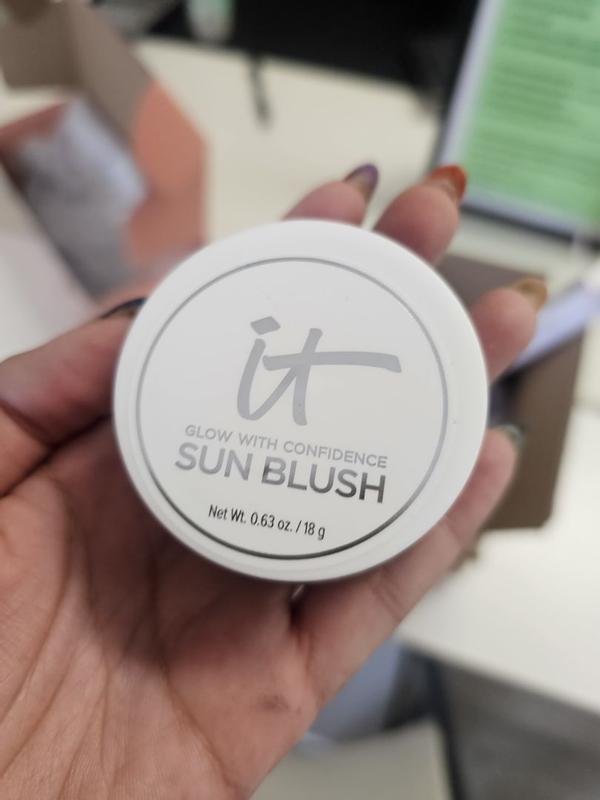 it
GLOW WITH CONFIDENCE
SUN BLUSH
Net Wt. 0.63 oz. / 18 g